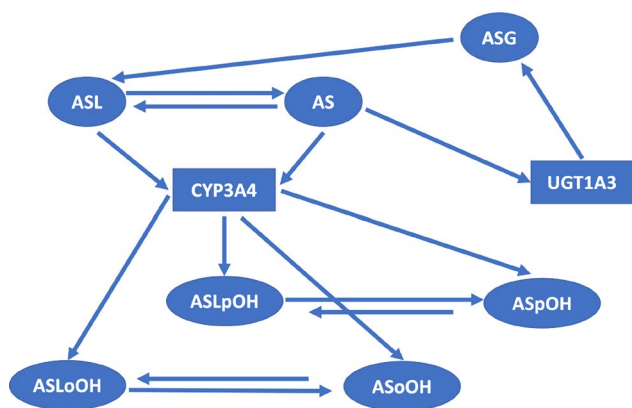 ASG
ASL
AS
CYP3A4
UGT1A3
ASLpOH
ASpOH
ASLoOH
ASoOH